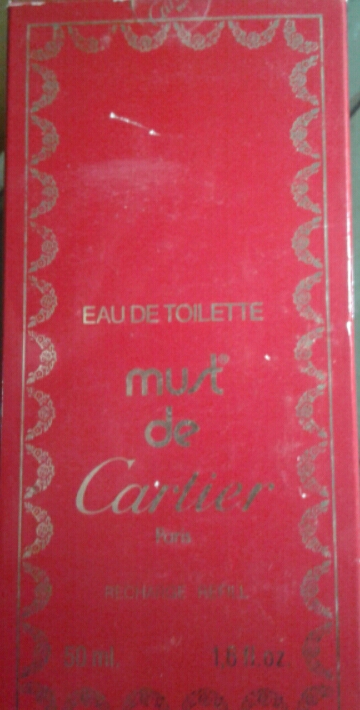 EAU DE TOILETTE
must®
de
Cartier
Paris
RECHARGE REFILL
50 ml. 1.6 fl. oz